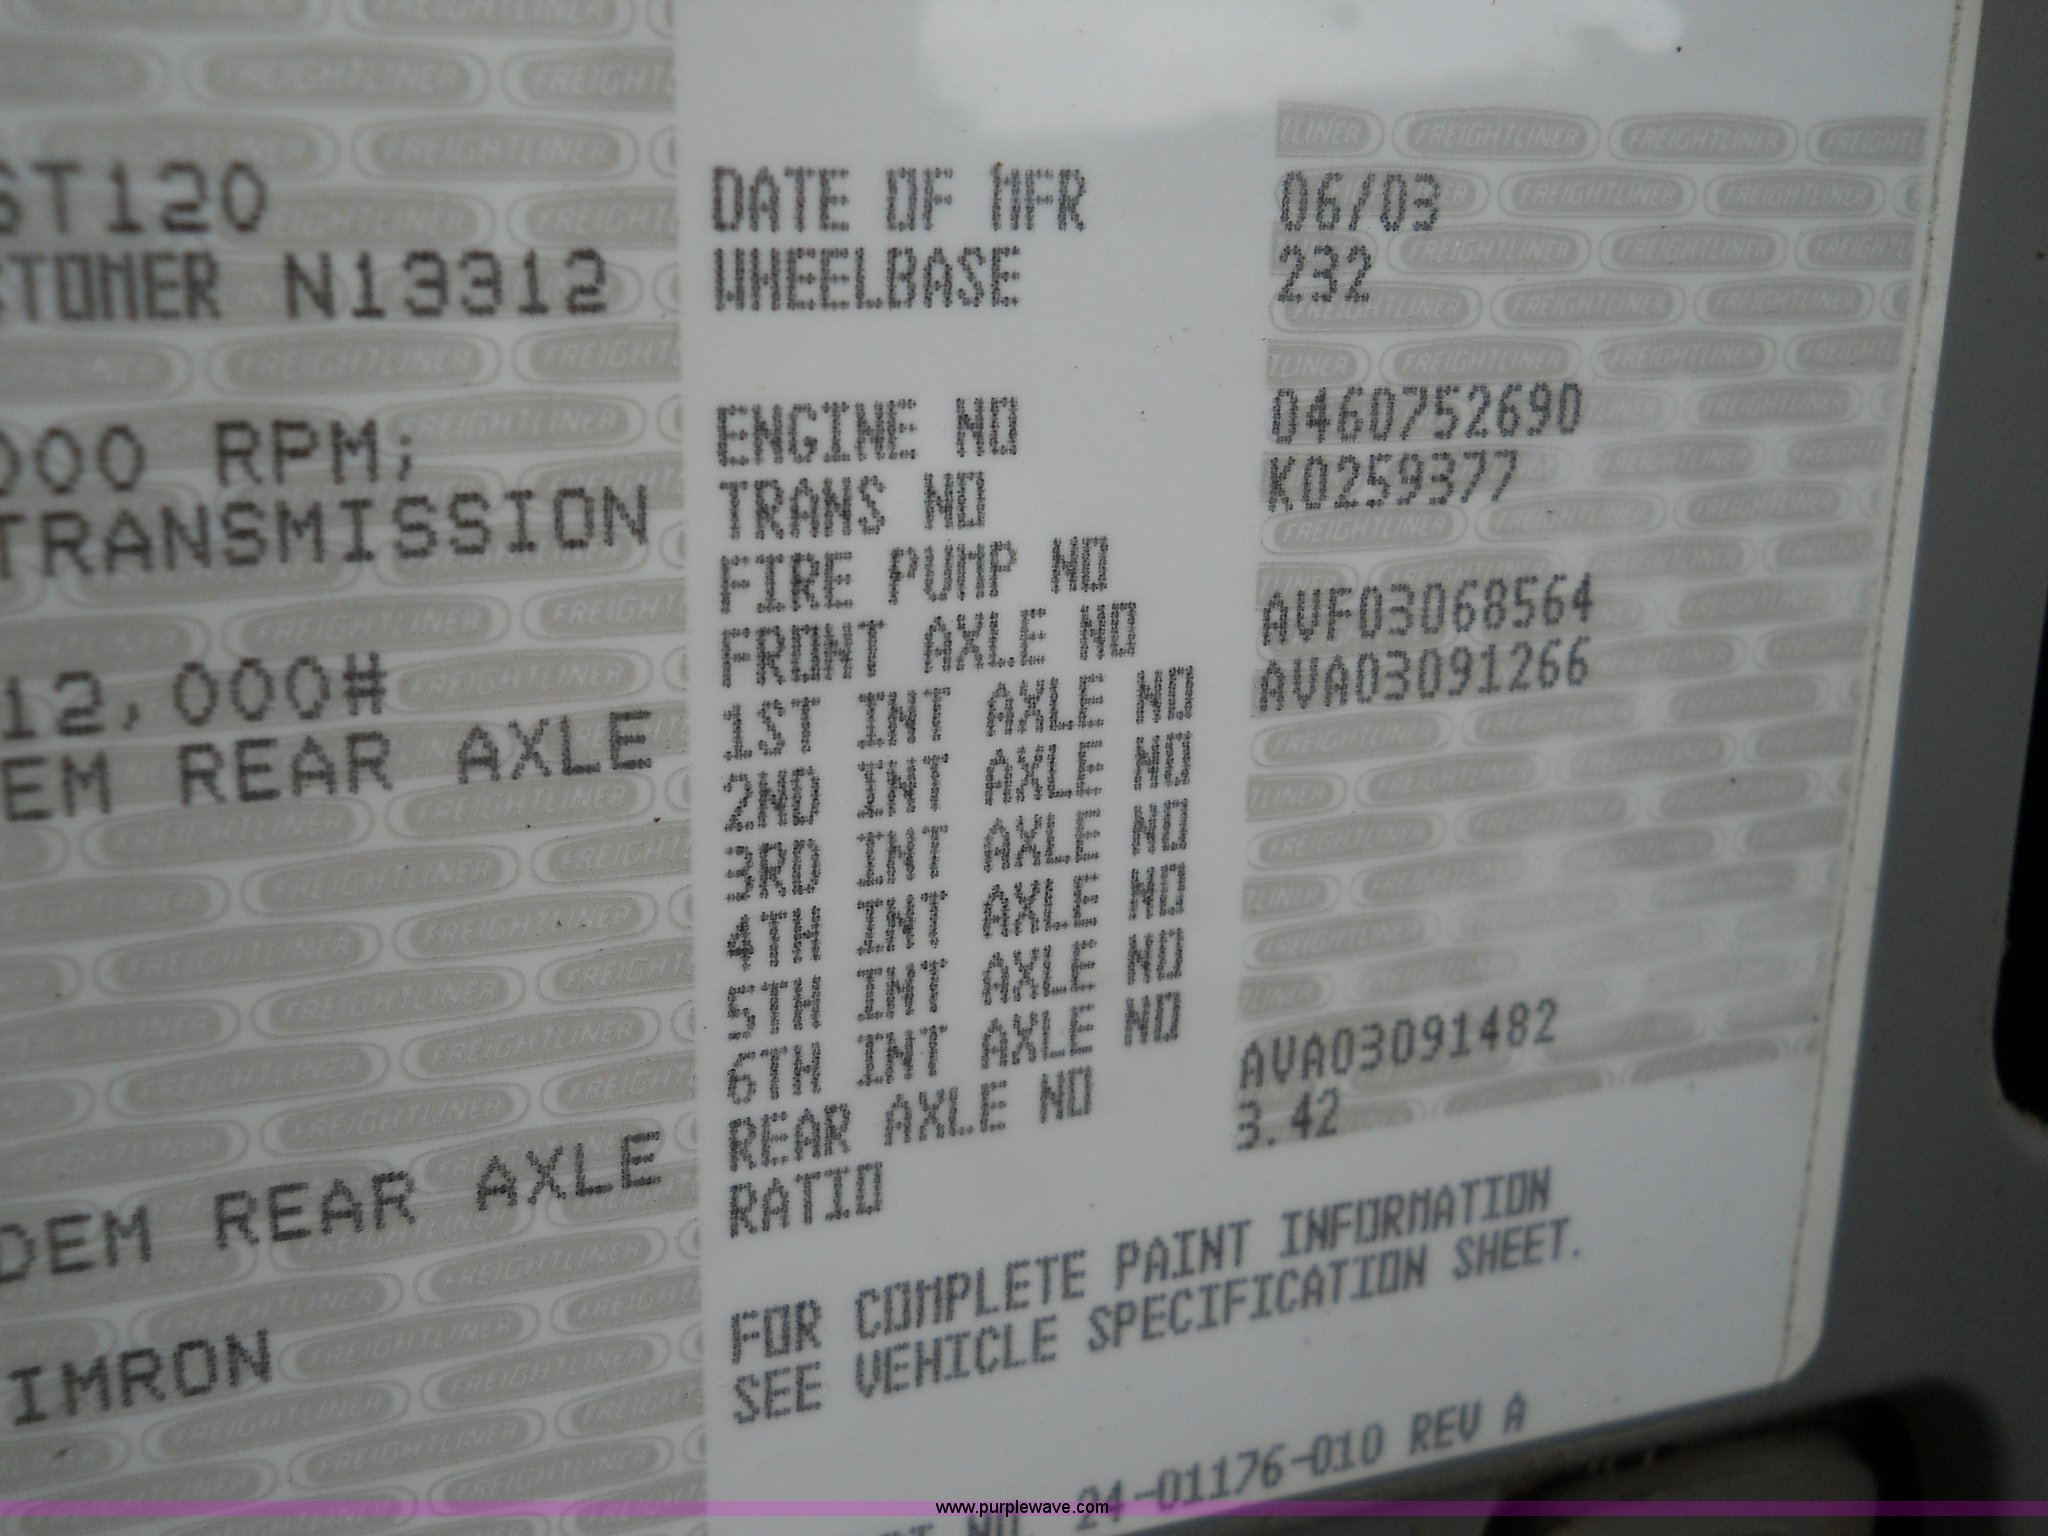 ST120
STOMER N13312
000 RPM;
TRANSMISSION
12,000#
DEM REAR AXLE
DEM REAR AXLE
IMRON
DATE OF MFR 06/03
WHEELBASE 232
ENGINE NO 0460752690
TRANS NO K0259377
FIRE PUMP NO
FRONT AXLE NO AVF03068564
1ST INT AXLE NO AVA03091266
2ND INT AXLE NO
3RD INT AXLE NO
4TH INT AXLE NO
5TH INT AXLE NO
6TH INT AXLE NO
REAR AXLE NO AVA03091482
RATIO 3.42
FOR COMPLETE PAINT INFORMATION
SEE VEHICLE SPECIFICATION SHEET.
NO 24-01176-010 REV A
FREIGHTLINER
www.purplewave.com